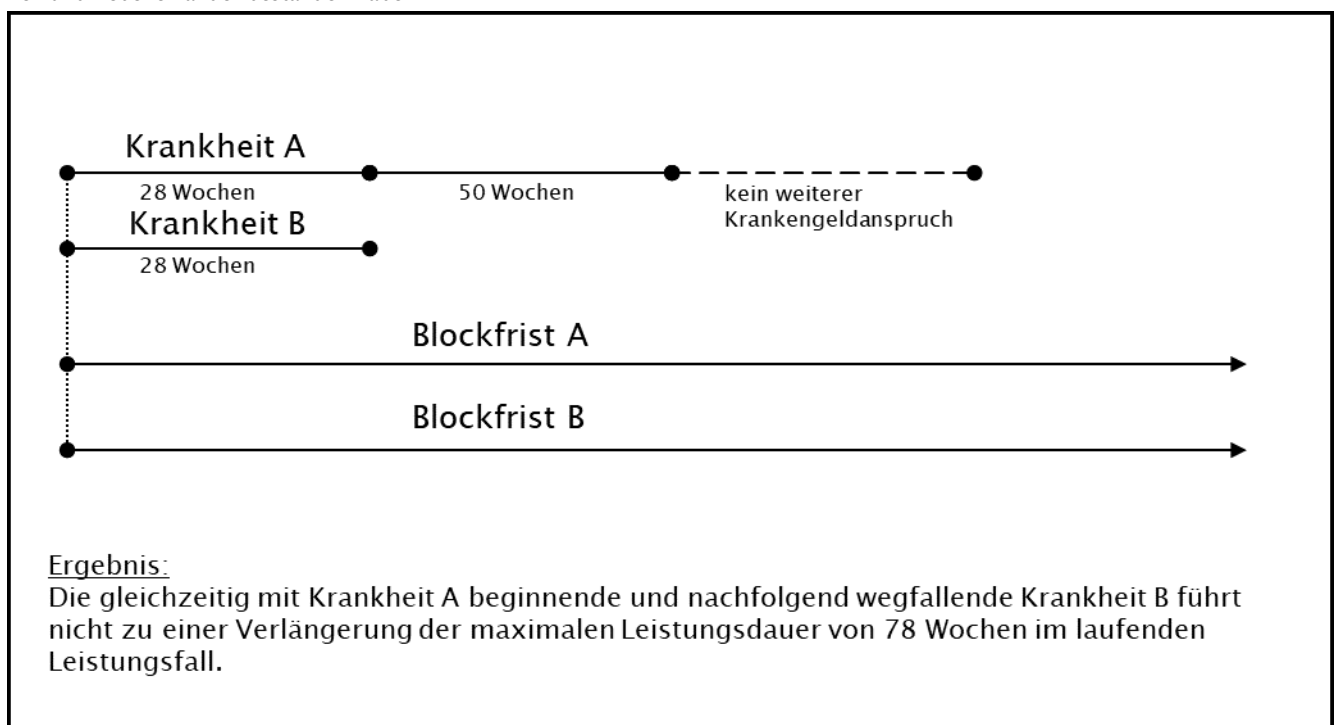 Krankheit A
28 Wochen
50 Wochen
kein weiterer
Krankengeldanspruch
Krankheit B
28 Wochen
Blockfrist A
Blockfrist B
Ergebnis:
Die gleichzeitig mit Krankheit A beginnende und nachfolgend wegfallende Krankheit B führt
nicht zu einer Verlängerung der maximalen Leistungsdauer von 78 Wochen im laufenden
Leistungsfall.